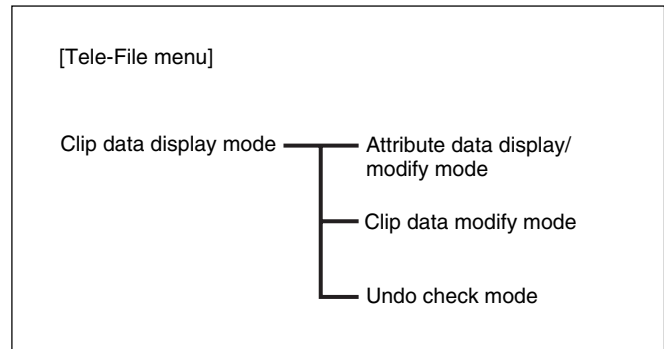 [Tele-File menu]
Clip data display mode
Attribute data display/
modify mode
Clip data modify mode
Undo check mode